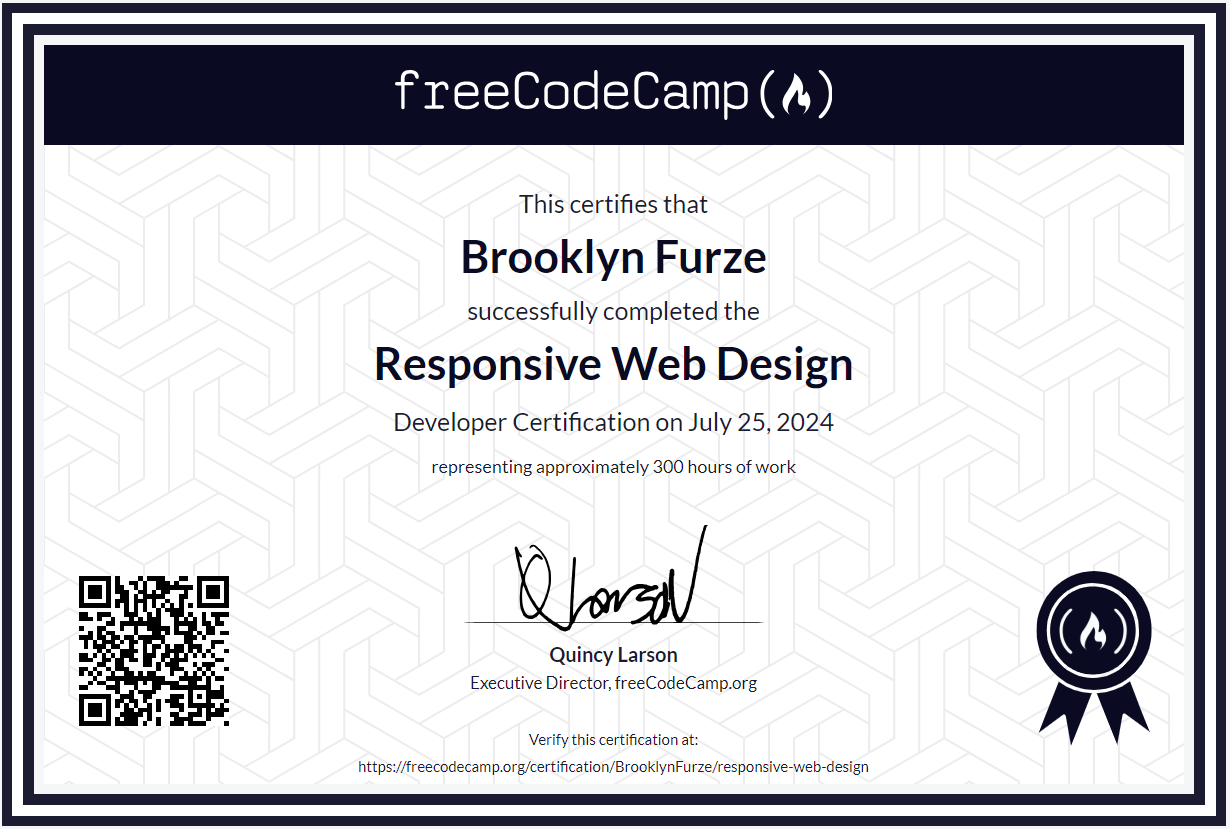 freeCodeCamp
This certifies that
Brooklyn Furze
successfully completed the
Responsive Web Design
Developer Certification on July 25, 2024
representing approximately 300 hours of work
Quincy Larson
Executive Director, freeCodeCamp.org
Verify this certification at:
https://freecodecamp.org/certification/BrooklynFurze/responsive-web-design